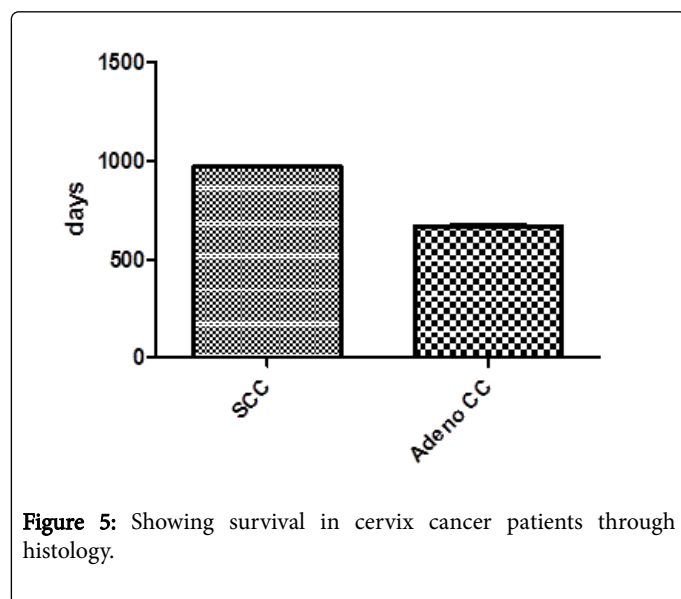 1500
1000
500
0
days
SCC
Adeno CC
Figure 5: Showing survival in cervix cancer patients through
histology.